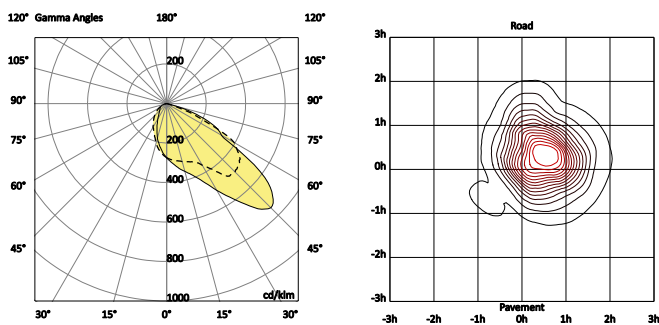 120° Gamma Angles 180° 120°
105° 105°
200
90° 90°
75° 75°
200
60° 400 60°
600
45° 45°
800
1000 cd/klm
30° 15° 0° 15° 30°
Road
3h
2h
1h
0h
-1h
-2h
-3h
Pavement
-3h -2h -1h 0h 1h 2h 3h